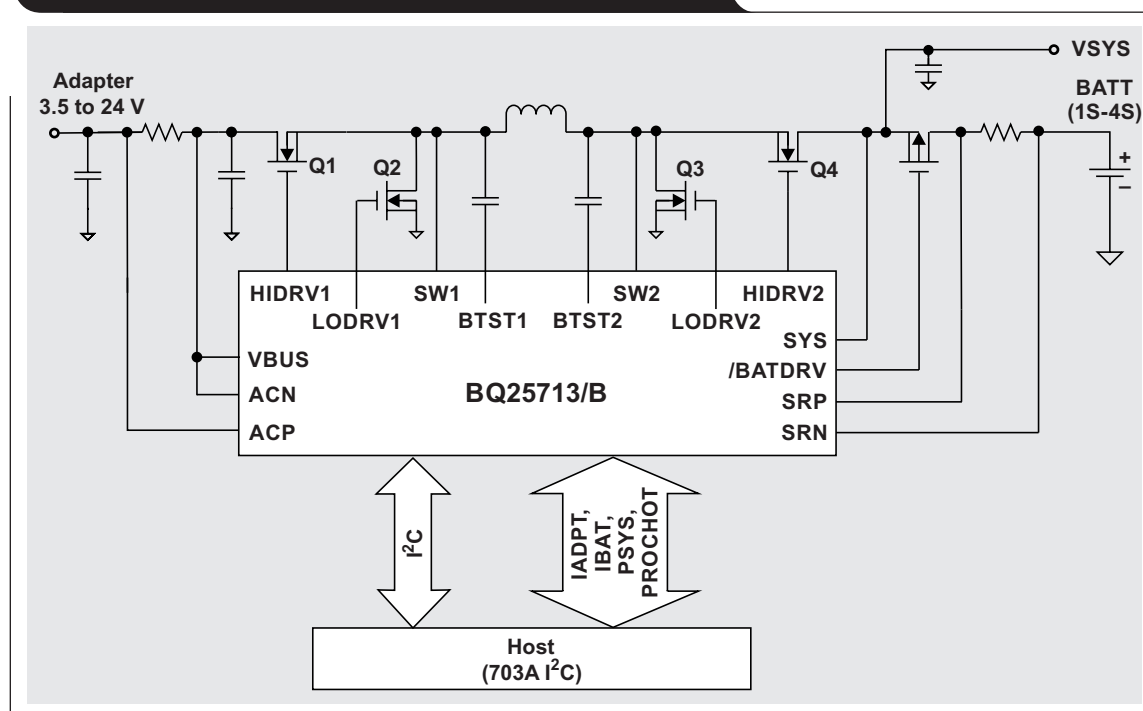 VSYS
Adapter
3.5 to 24 V
BATT
(1S-4S)
Q1
Q2
Q3
Q4
+
–
HIDRV1
SW1
SW2
HIDRV2
LODRV1
BTST1
BTST2
LODRV2
SYS
VBUS
/BATDRV
ACN
BQ25713/B
SRP
ACP
SRN
I²C
IADPT,
IBAT,
PSYS,
PROCHOT
Host
(703A I²C)